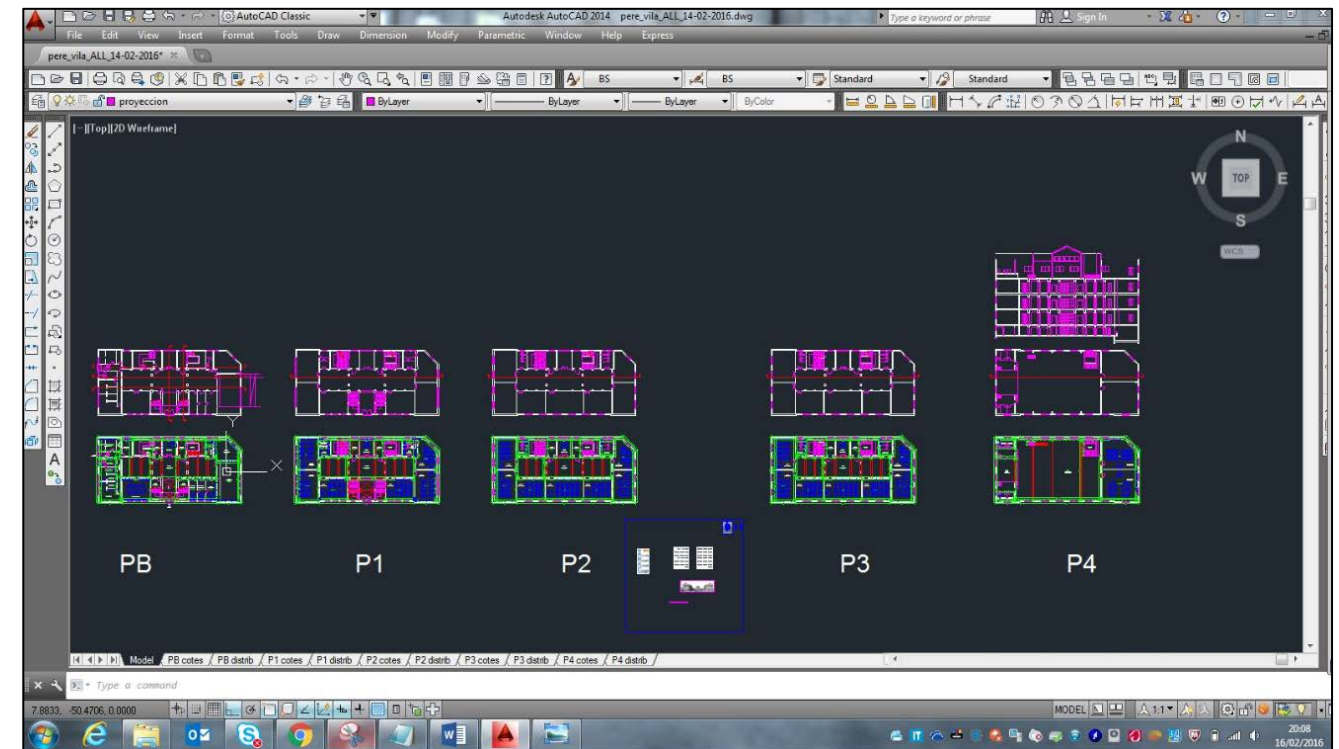 AutoCAD Classic
Autodesk AutoCAD 2014 pere_vila_ALL_14-02-2016.dwg
Type a keyword or phrase
Sign In
File Edit View Insert Format Tools Draw Dimension Modify Parametric Window Help Express
pere_vila_ALL_14-02-2016*
BS BS Standard Standard
proyeccion ByLayer ByLayer ByLayer ByColor
[–][Top][2D Wireframe]
N
W TOP E
S
WCS
Y
X
PB P1 P2 P3 P4
Model PB cotes PB distrib P1 cotes P1 distrib P2 cotes P2 distrib P3 cotes P3 distrib P4 cotes P4 distrib
Type a command
7.8833, -50.4706, 0.0000
MODEL 1:1
20:08
16/02/2016